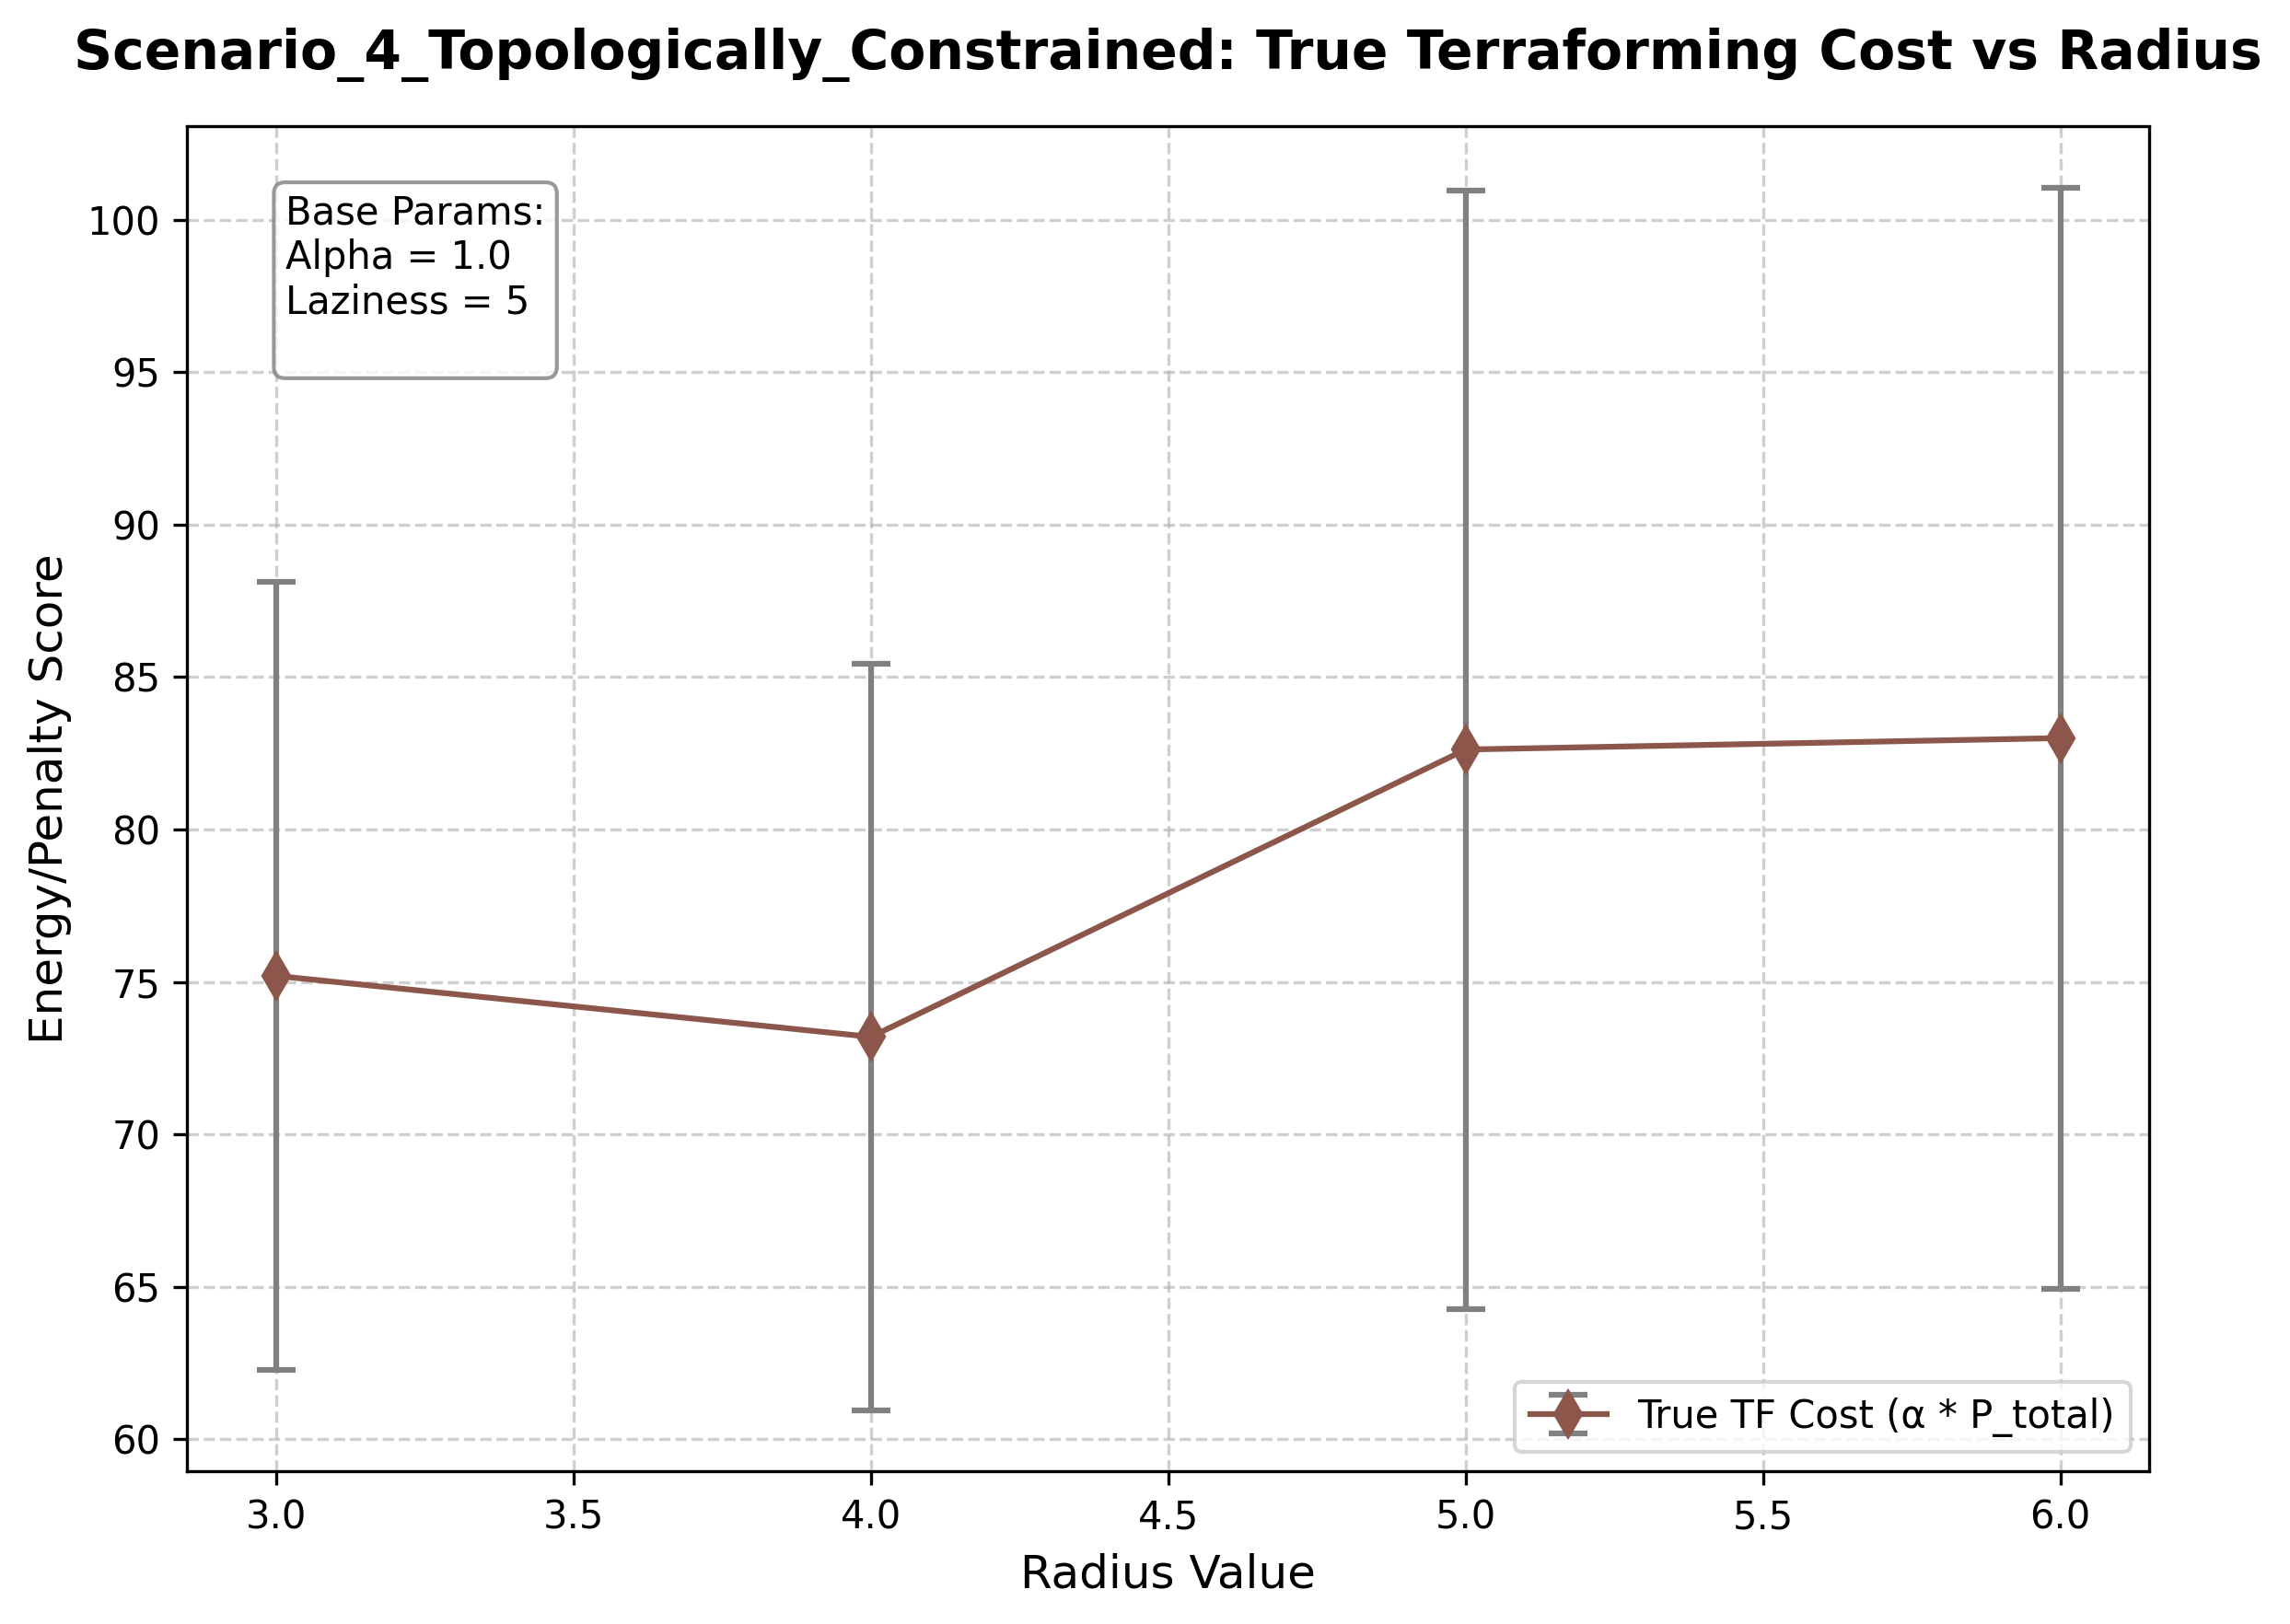 Scenario_4_Topologically_Constrained: True Terraforming Cost vs Radius
Base Params:
Alpha = 1.0
Laziness = 5
100
95
90
85
80
75
70
65
60
Energy/Penalty Score
True TF Cost (α * P_total)
3.0
3.5
4.0
4.5
5.0
5.5
6.0
Radius Value